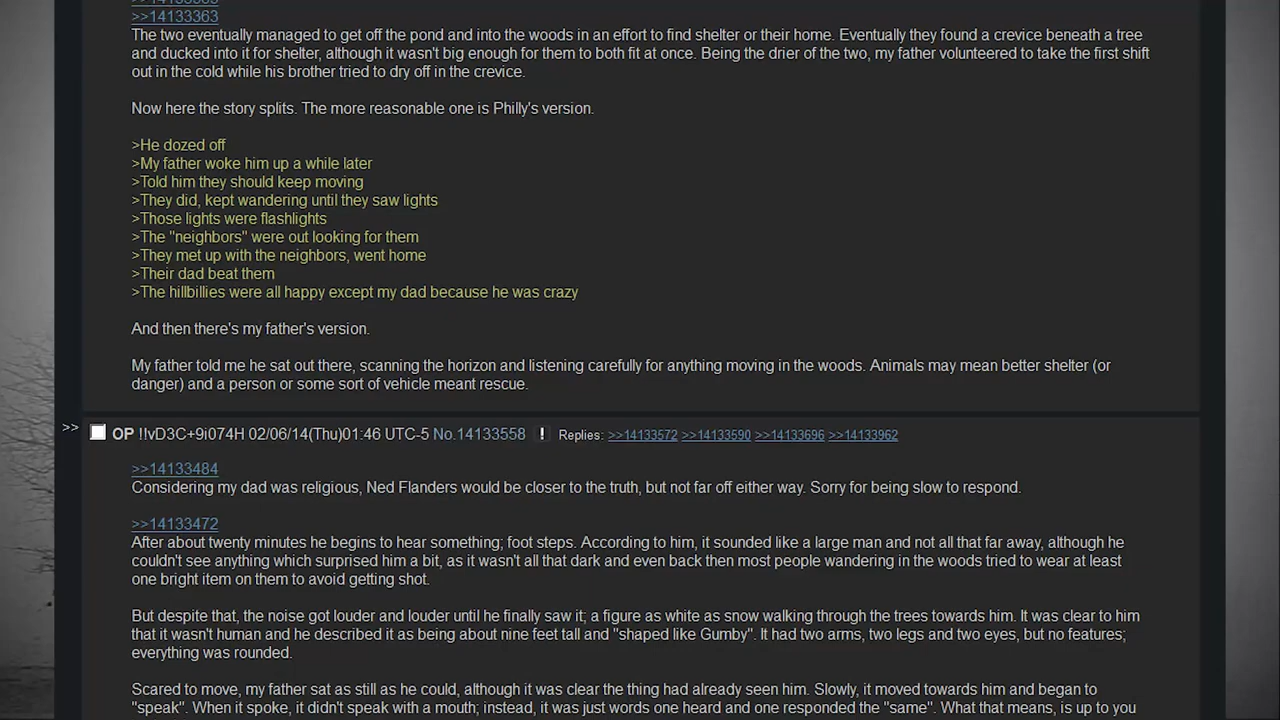 >>14133363
The two eventually managed to get off the pond and into the woods in an effort to find shelter or their home. Eventually they found a crevice beneath a tree
and ducked into it for shelter, although it wasn't big enough for them to both fit at once. Being the drier of the two, my father volunteered to take the first shift
out in the cold while his brother tried to dry off in the crevice.
Now here the story splits. The more reasonable one is Philly's version.
>He dozed off
>My father woke him up a while later
>Told him they should keep moving
>They did, kept wandering until they saw lights
>Those lights were flashlights
>The "neighbors" were out looking for them
>They met up with the neighbors, went home
>Their dad beat them
>The hillbillies were all happy except my dad because he was crazy
And then there's my father's version.
My father told me he sat out there, scanning the horizon and listening carefully for anything moving in the woods. Animals may mean better shelter (or
danger) and a person or some sort of vehicle meant rescue.
>> OP !!vD3C+9i074H 02/06/14(Thu)01:46 UTC-5 No.14133558 ! Replies: >>14133572 >>14133590 >>14133696 >>14133962
>>14133484
Considering my dad was religious, Ned Flanders would be closer to the truth, but not far off either way. Sorry for being slow to respond.
>>14133472
After about twenty minutes he begins to hear something; foot steps. According to him, it sounded like a large man and not all that far away, although he
couldn't see anything which surprised him a bit, as it wasn't all that dark and even back then most people wandering in the woods tried to wear at least
one bright item on them to avoid getting shot.
But despite that, the noise got louder and louder until he finally saw it; a figure as white as snow walking through the trees towards him. It was clear to him
that it wasn't human and he described it as being about nine feet tall and "shaped like Gumby". It had two arms, two legs and two eyes, but no features;
everything was rounded.
Scared to move, my father sat as still as he could, although it was clear the thing had already seen him. Slowly, it moved towards him and began to
"speak". When it spoke, it didn't speak with a mouth; instead, it was just words one heard and one responded the "same". What that means, is up to you